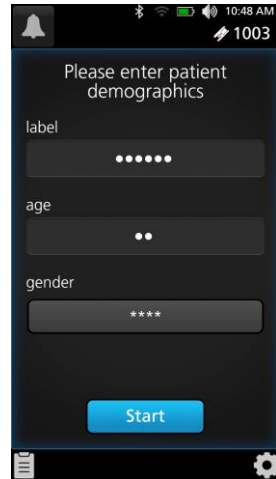 10:48 AM
1003
Please enter patient
demographics
label
••••••
age
••
gender
****
Start